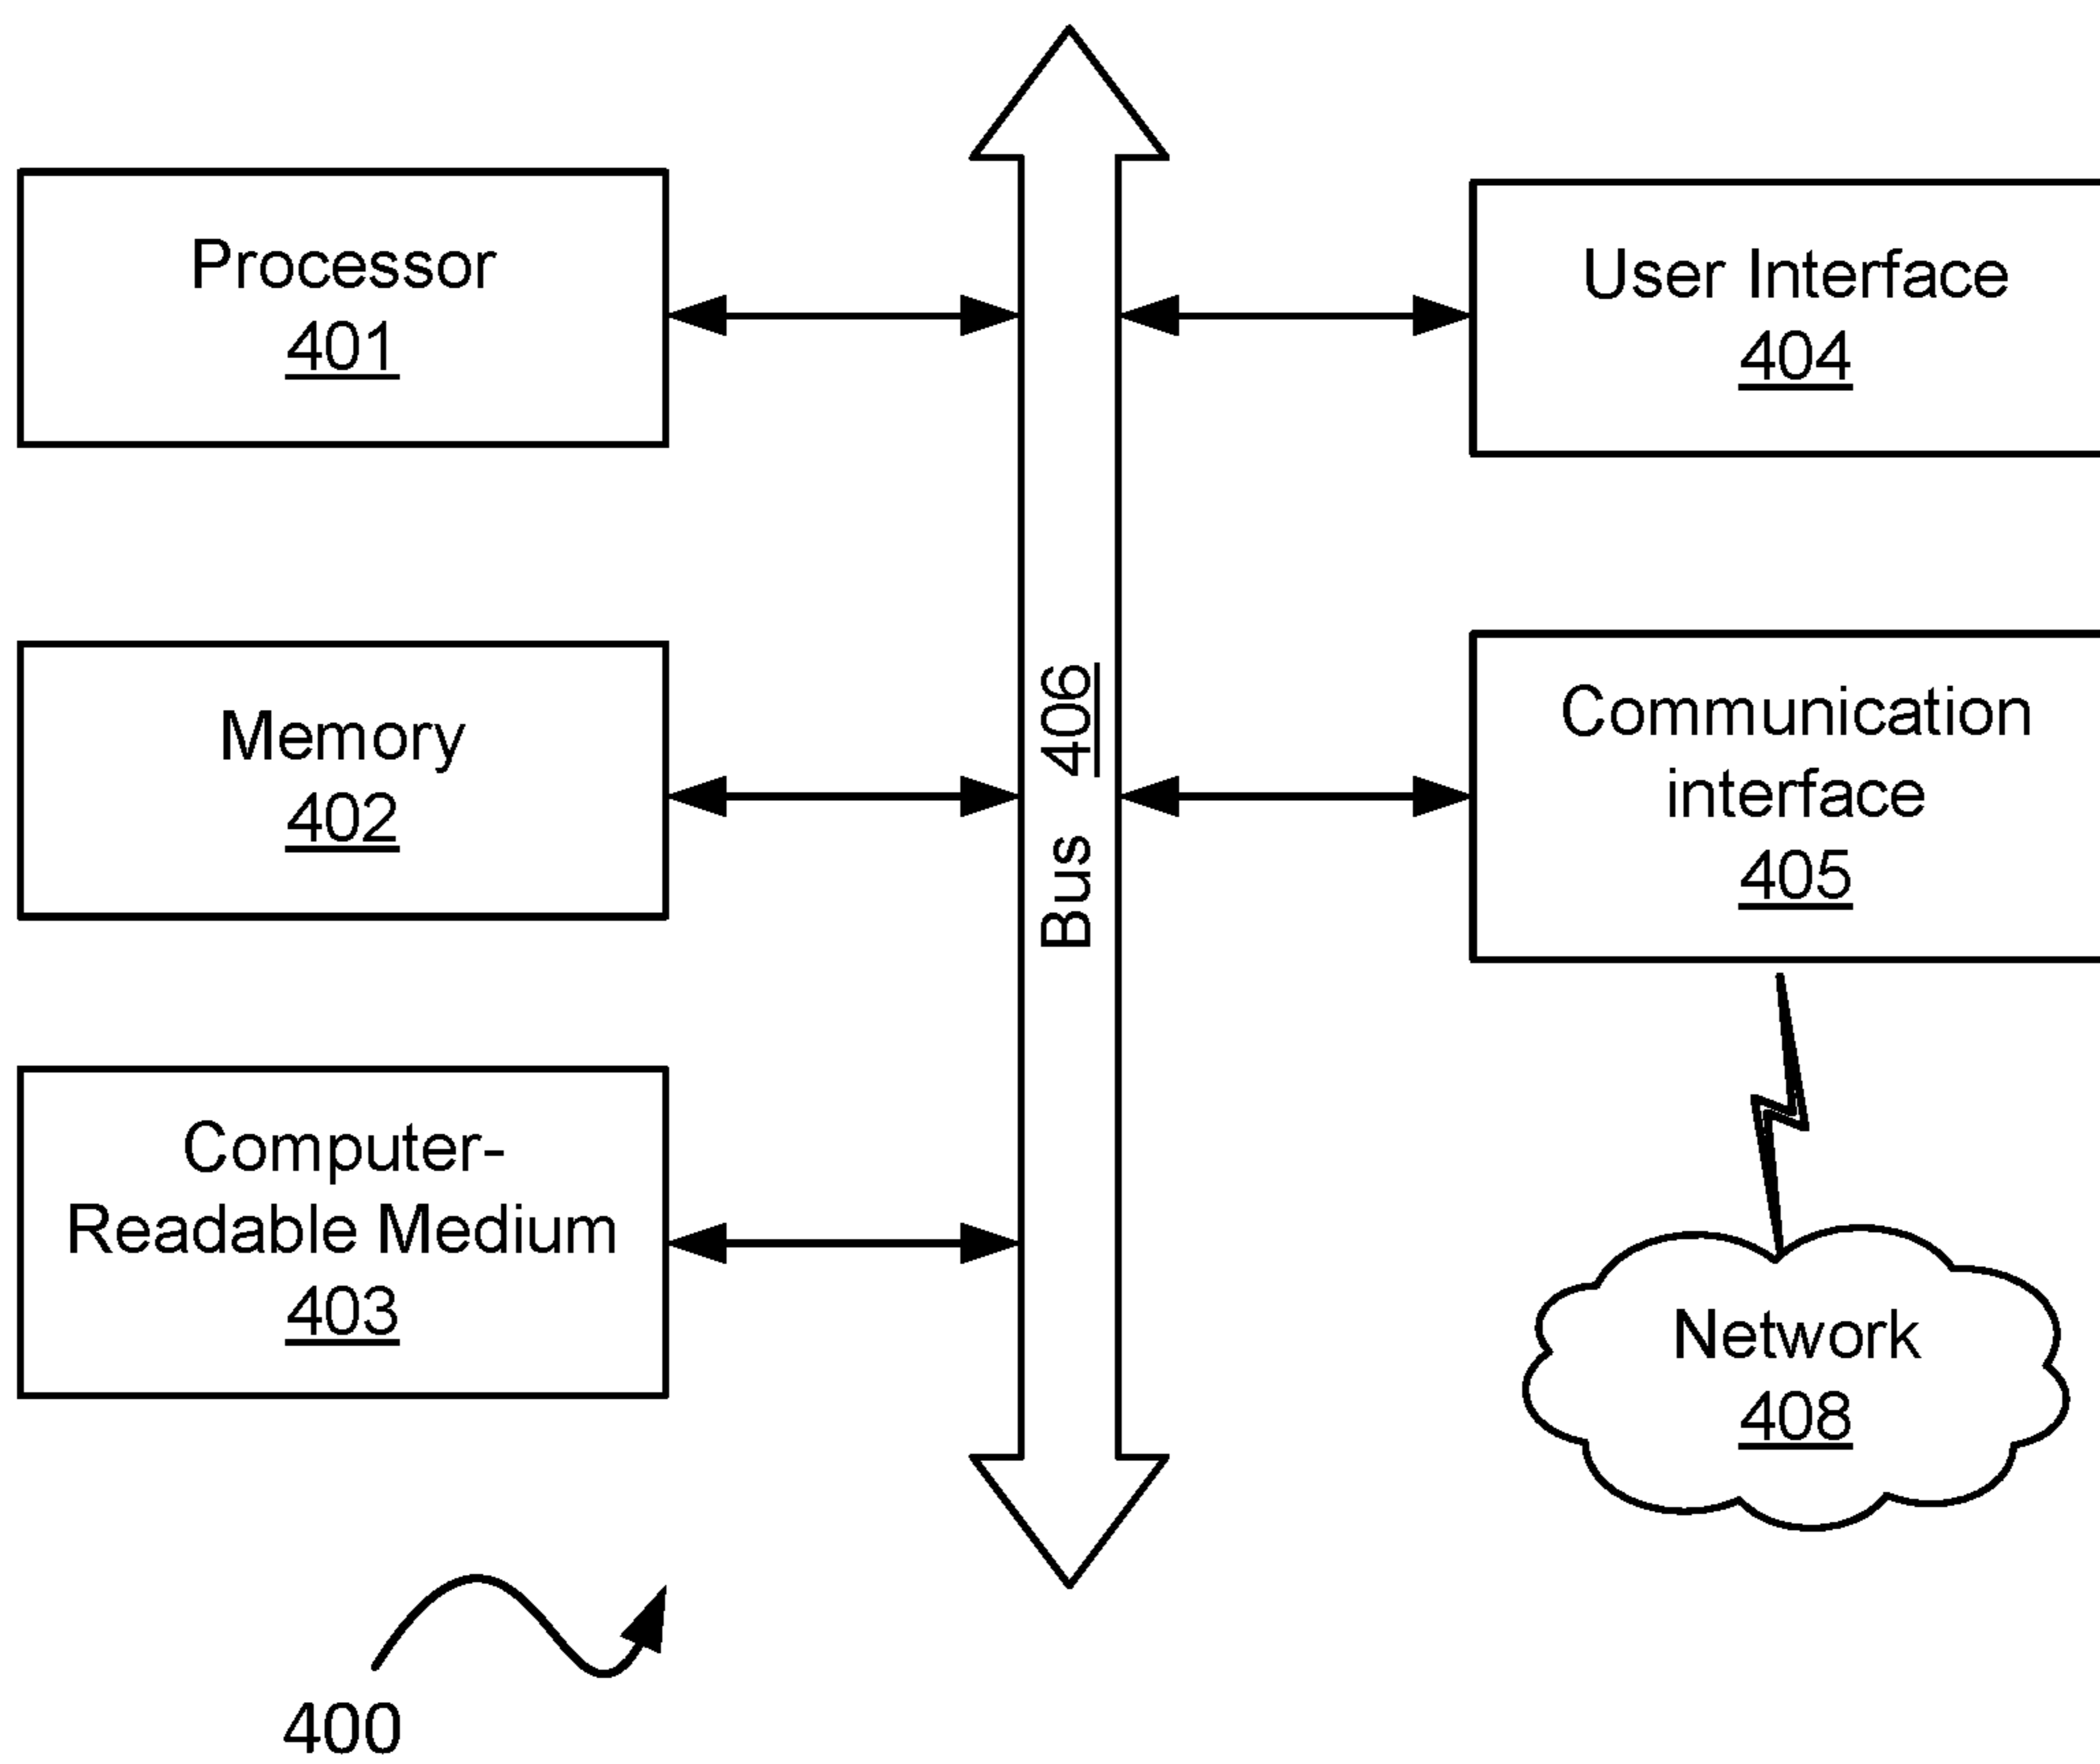 Processor
401
Memory
402
Computer-
Readable Medium
403
400
Bus 406
User Interface
404
Communication
interface
405
Network
408